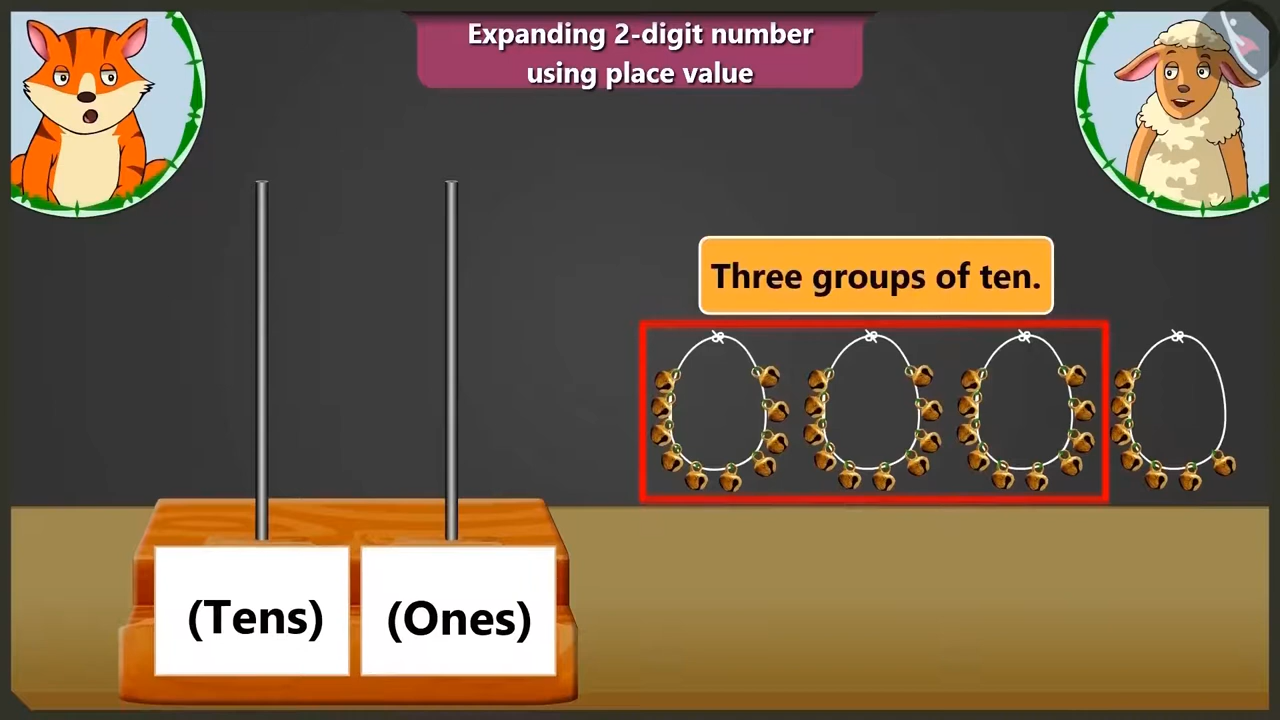 Expanding 2-digit number
using place value
Three groups of ten.
(Tens)
(Ones)